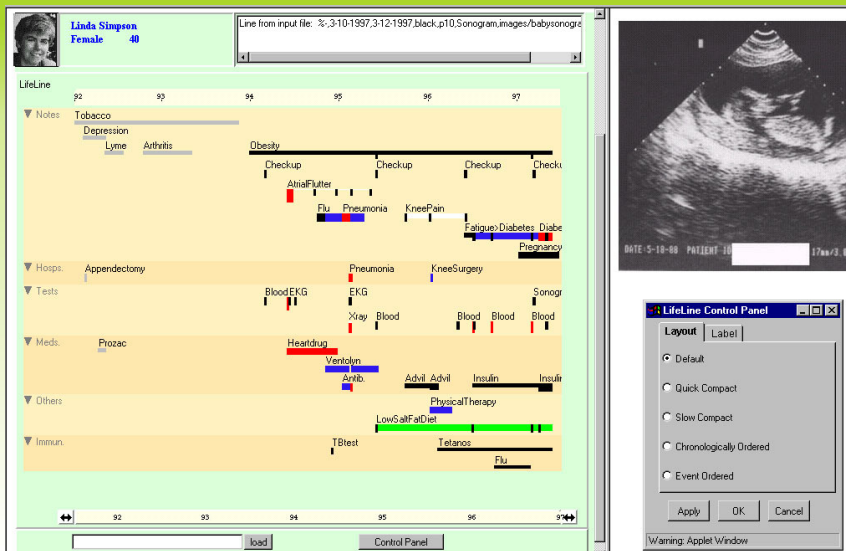 Linda Simpson
Female 40
Line from input file: %-,3-10-1997,3-12-1997,black,p10,Sonogram,images/babysonogra
LifeLine
92 93 94 95 96 97
Notes Tobacco
Depression
Lyme Arthritis Obesity
Checkup Checkup Checkup Checku
AtrialFlutter
Flu Pneumonia KneePain
Fatigue>Diabetes Diabe
Pregnancy
Hosps. Appendectomy Pneumonia KneeSurgery
Tests Blood EKG EKG Sonogr
Xray Blood Blood Blood Blood
Meds. Prozac Heartdrug
Ventolyn
Antib. Advil Advil Insulin Insulin
Others PhysicalTherapy
LowSaltFatDiet
Immun. TBtest Tetanos
Flu
92 93 94 95 96 97
load Control Panel
DATE:5-18-88 PATIENT ID 17mm/3.
LifeLine Control Panel
Layout Label
Default
Quick Compact
Slow Compact
Chronologically Ordered
Event Ordered
Apply OK Cancel
Warning: Applet Window